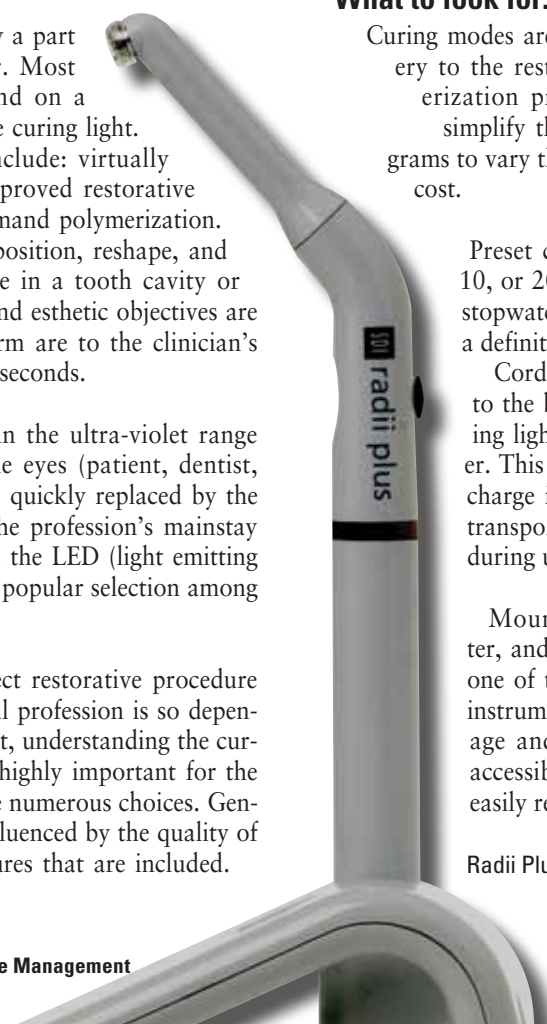 What to look for.
y a part
r. Most
nd on a
e curing light.
nclude: virtually
proved restorative
mand polymerization.
position, reshape, and
e in a tooth cavity or
nd esthetic objectives are
rm are to the clinician's
seconds.
in the ultra-violet range
e eyes (patient, dentist,
quickly replaced by the
he profession's mainstay
the LED (light emitting
popular selection among
ect restorative procedure
l profession is so depen-
t, understanding the cur-
highly important for the
e numerous choices. Gen-
fluenced by the quality of
ures that are included.
e Management
SDI radii plus
Curing modes are
ery to the rest
erization pr
simplify th
grams to vary th
cost.
Preset c
10, or 20
stopwatc
a definit
Cord
to the b
ing ligh
er. This
charge i
transpo
during u
Moun
ter, and
one of t
instrum
age and
accessib
easily re
Radii Plu